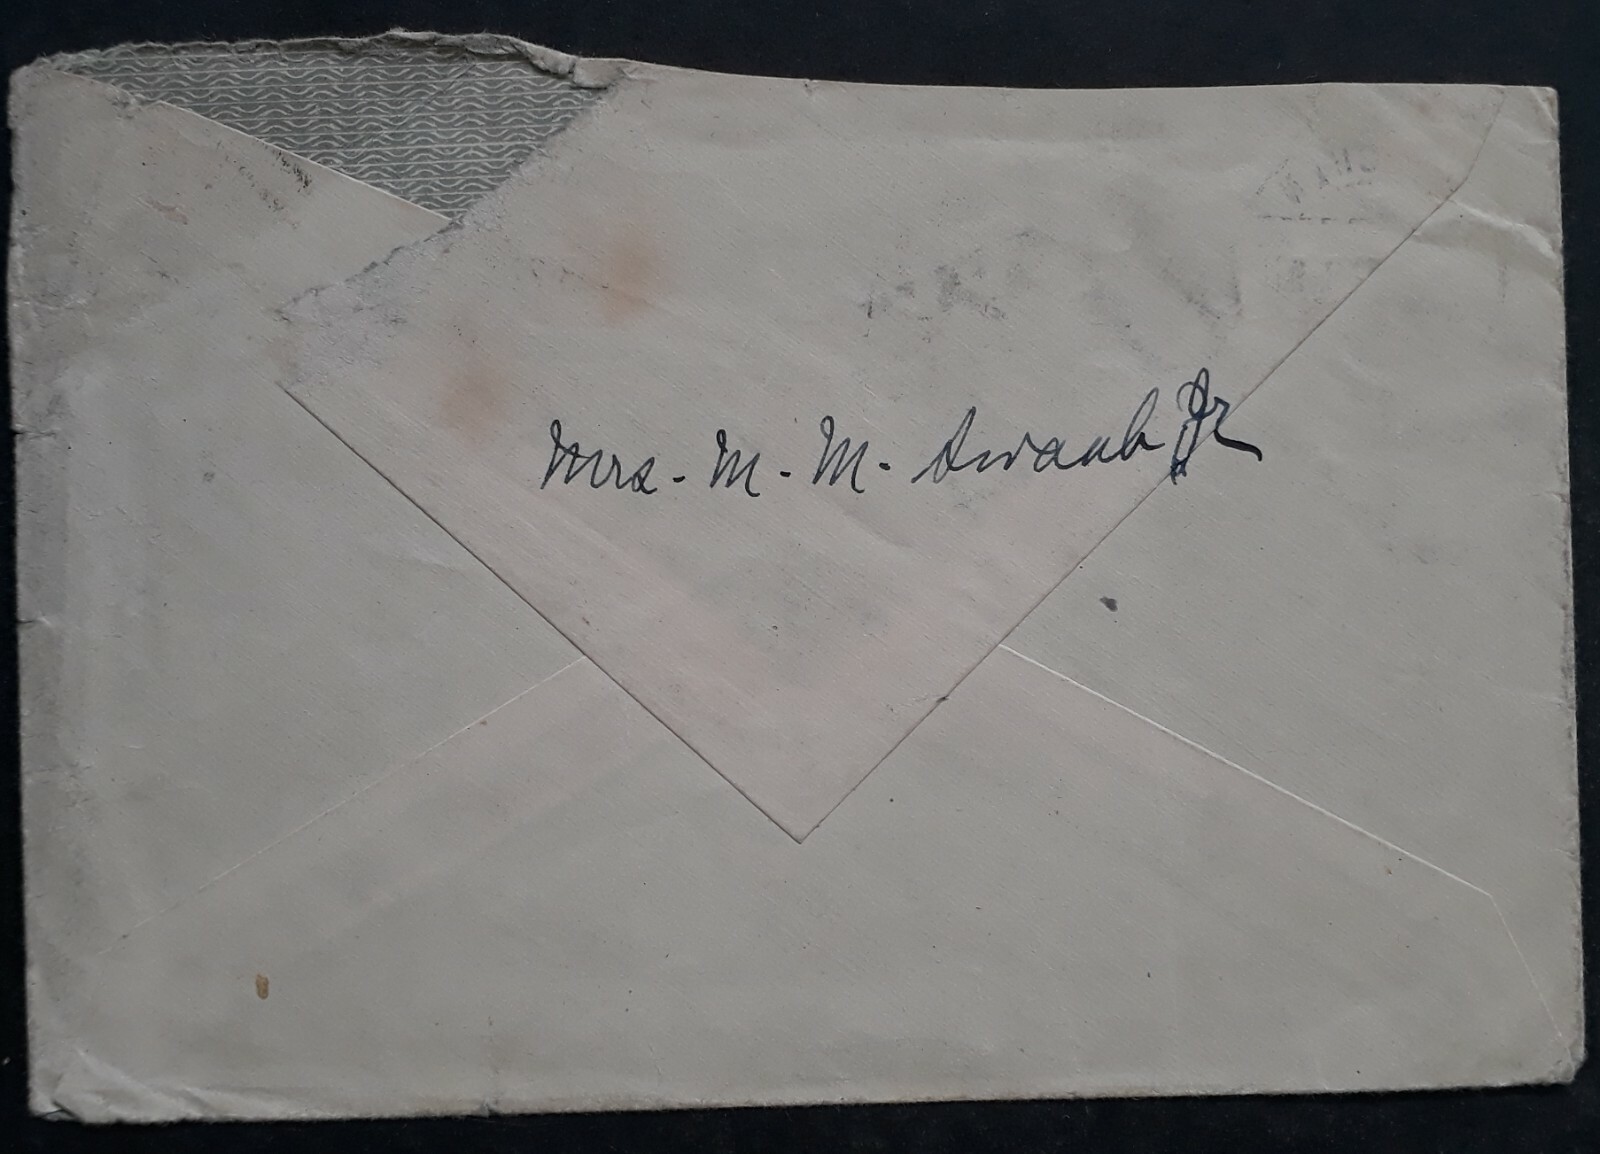 Mrs. M. M. Swaab Jr